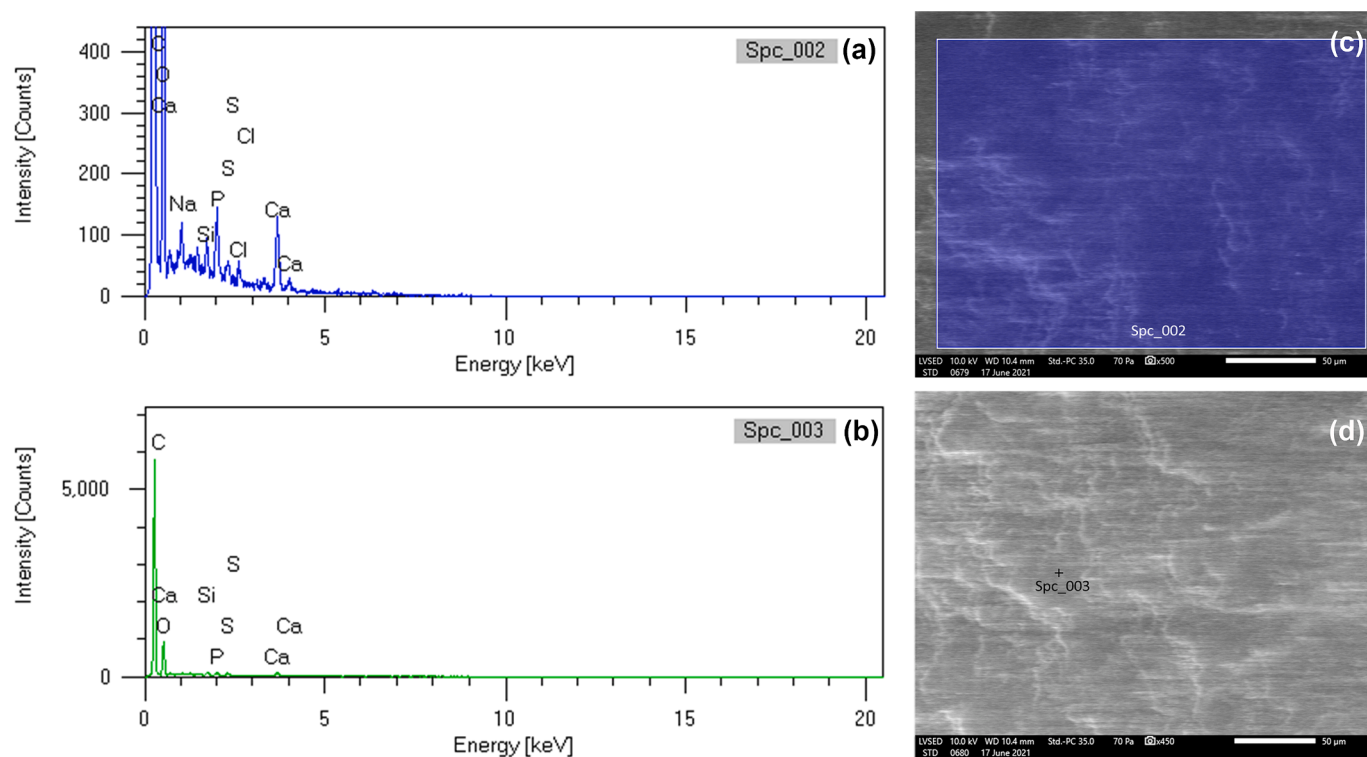 Spc_002 (a)
Intensity [Counts]
400
300
200
100
0
C
O
Ca
S
Cl
S
Na
P
Si
Cl
Ca
Ca
0 5 10 15 20
Energy [keV]
(c)
Spc_002
LVSED 10.0 kV WD 10.4 mm Std.-PC 35.0 70 Pa x500 50 µm
STD 0679 17 June 2021
Spc_003 (b)
Intensity [Counts]
5,000
0
C
S
Ca Si
O S Ca
P Ca
0 5 10 15 20
Energy [keV]
(d)
Spc_003
LVSED 10.0 kV WD 10.4 mm Std.-PC 35.0 70 Pa x450 50 µm
STD 0680 17 June 2021